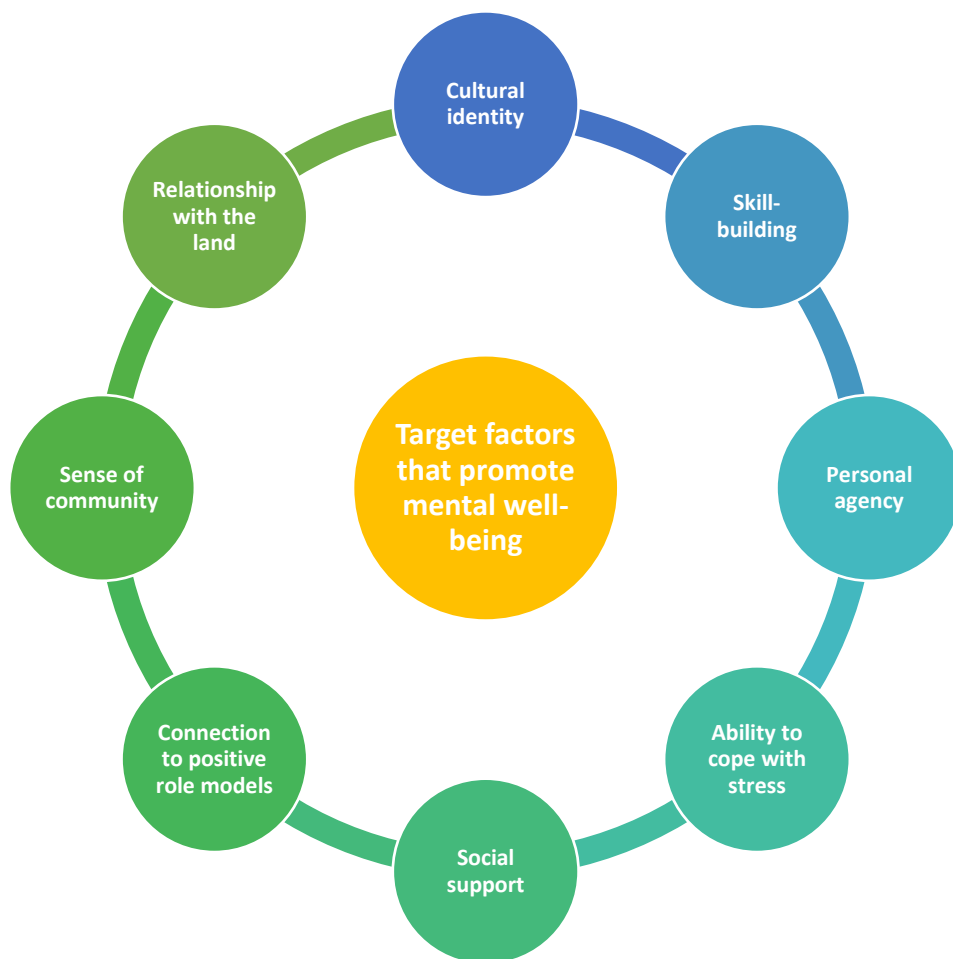 Cultural
identity
Skill-
building
Personal
agency
Ability to
cope with
stress
Social
support
Connection
to positive
role models
Sense of
community
Relationship
with the
land
Target factors
that promote
mental well-
being